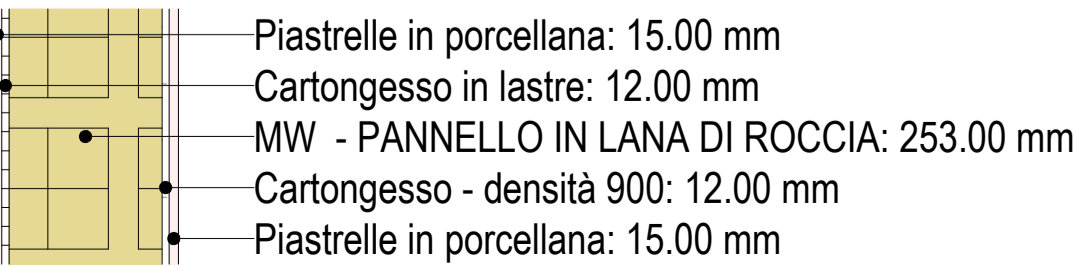 Piastrelle in porcellana: 15.00 mm
Cartongesso in lastre: 12.00 mm
MW - PANNELLO IN LANA DI ROCCIA: 253.00 mm
Cartongesso - densità 900: 12.00 mm
Piastrelle in porcellana: 15.00 mm